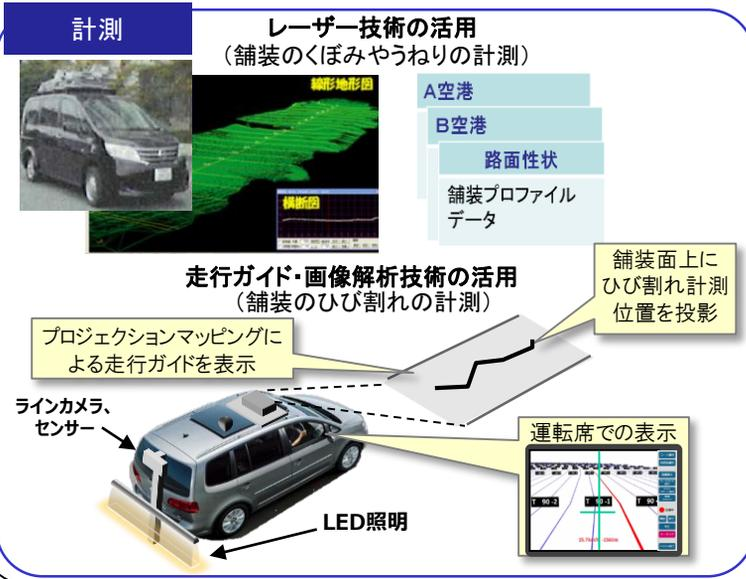 計測
レーザー技術の活用
(舗装のくぼみやうねりの計測)
線形地形図
横断図
A空港
B空港
路面性状
舗装プロファイル
データ
走行ガイド・画像解析技術の活用
(舗装のひび割れの計測)
舗装面上に
ひび割れ計測
位置を投影
プロジェクションマッピングに
よる走行ガイドを表示
ラインカメラ、
センサー
運転席での表示
T 90 -2
T 90 -1
T 90 -
LED照明